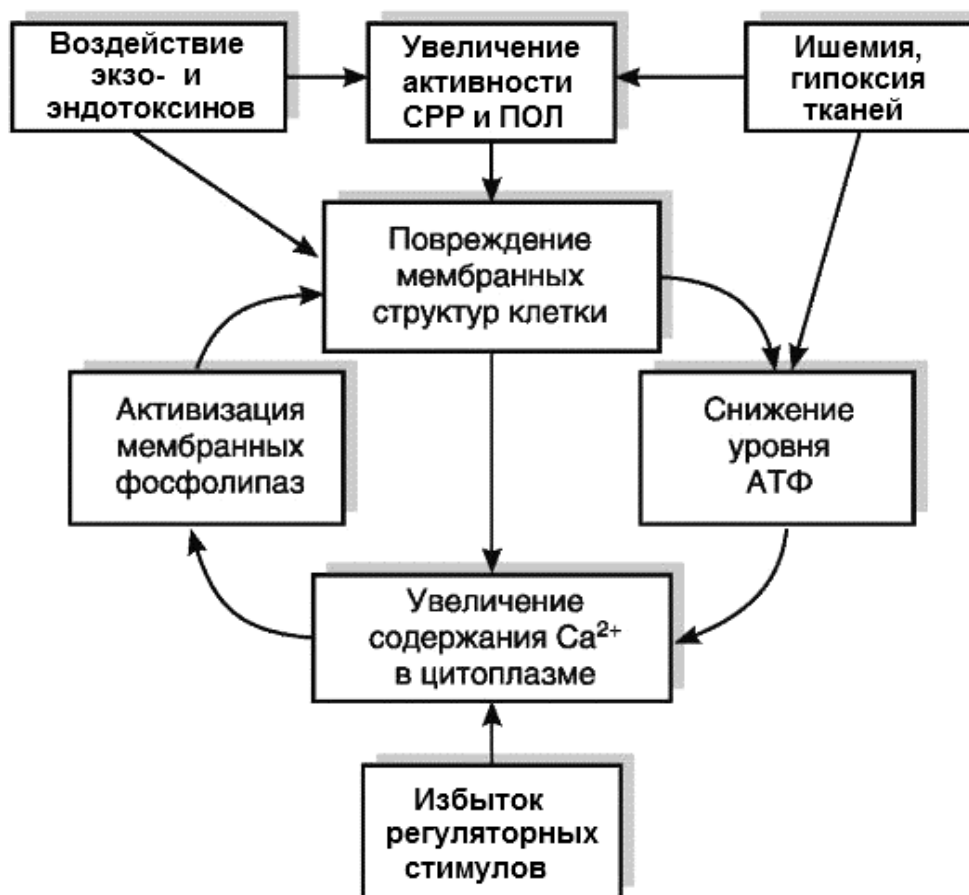 Воздействие
экзо- и
эндотоксинов
Увеличение
активности
СРР и ПОЛ
Ишемия,
гипоксия
тканей
Повреждение
мембранных
структур клетки
Активизация
мембранных
фосфолипаз
Снижение
уровня
АТФ
Увеличение
содержания Ca²⁺
в цитоплазме
Избыток
регуляторных
стимулов